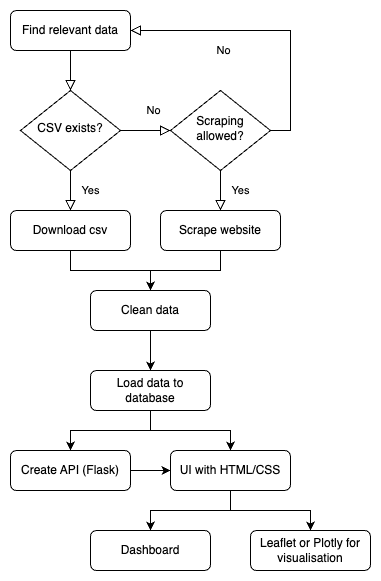 Find relevant data
No
No
CSV exists?
Scraping
allowed?
Yes
Yes
Download csv
Scrape website
Clean data
Load data to
database
Create API (Flask)
UI with HTML/CSS
Dashboard
Leaflet or Plotly for
visualisation